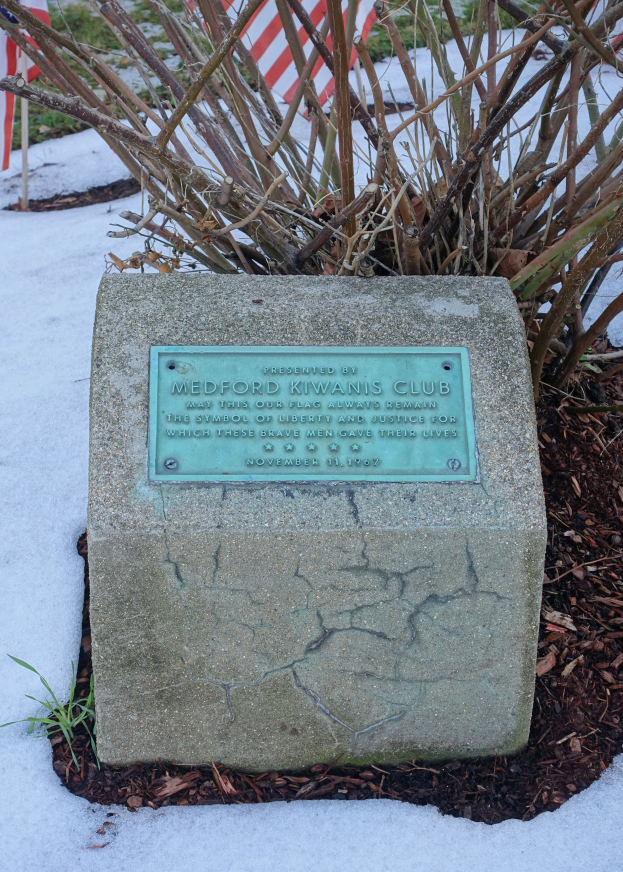 PRESENTED BY
MEDFORD KIWANIS CLUB
MAY THIS OUR FLAG ALWAYS REMAIN
THE SYMBOL OF LIBERTY AND JUSTICE FOR
WHICH THESE BRAVE MEN GAVE THEIR LIVES
★ ★ ★ ★ ★
NOVEMBER 11, 1967